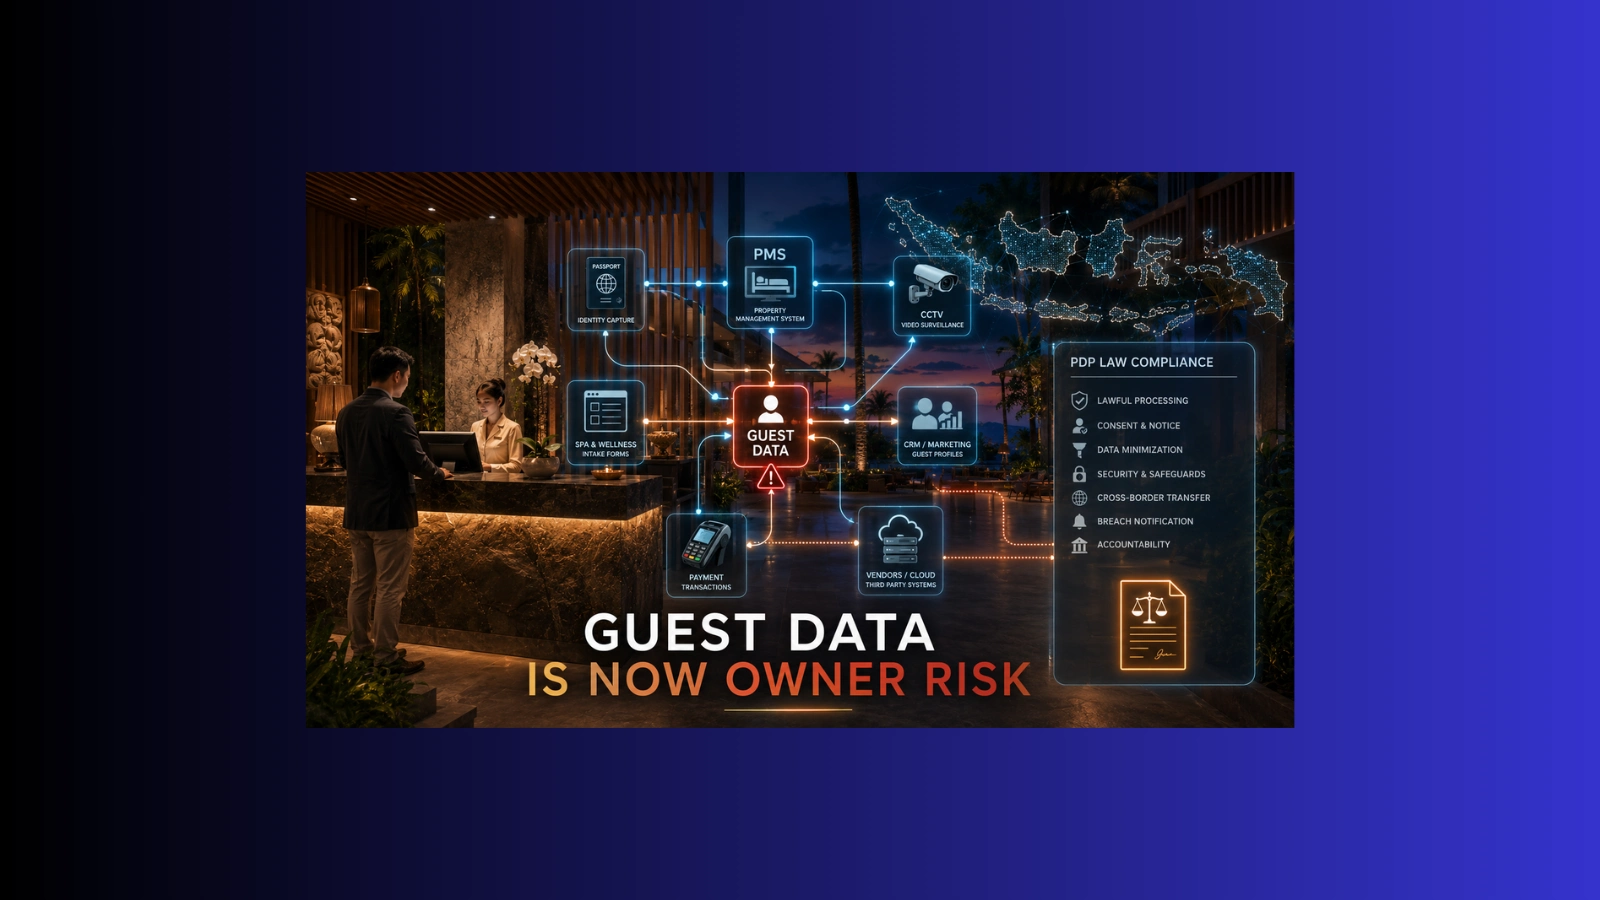 PASSPORT
IDENTITY CAPTURE
PMS
PROPERTY
MANAGEMENT SYSTEM
CCTV
VIDEO SURVEILLANCE
SPA & WELLNESS
INTAKE FORMS
GUEST
DATA
CRM / MARKETING
GUEST PROFILES
PAYMENT
TRANSACTIONS
VENDORS / CLOUD
THIRD PARTY SYSTEMS
PDP LAW COMPLIANCE
LAWFUL PROCESSING
CONSENT & NOTICE
DATA MINIMIZATION
SECURITY & SAFEGUARDS
CROSS-BORDER TRANSFER
BREACH NOTIFICATION
ACCOUNTABILITY
GUEST DATA
IS NOW OWNER RISK